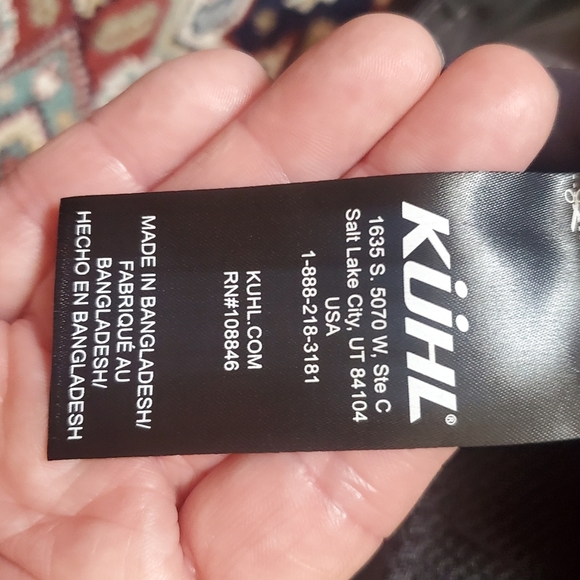 KÜHL®
1635 S. 5070 W, Ste C
Salt Lake City, UT 84104
USA
1-888-218-3181
KUHL.COM
RN#108846
MADE IN BANGLADESH/
FABRIQUÉ AU
BANGLADESH/
HECHO EN BANGLADESH